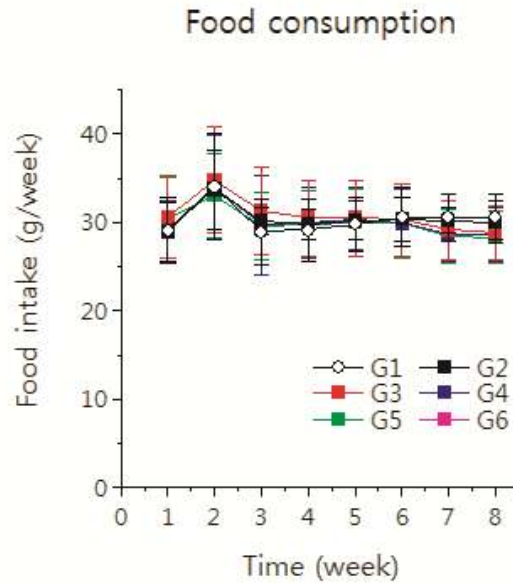 Food consumption
Food intake (g/week)
40
30
20
10
0
G1 G2
G3 G4
G5 G6
0 1 2 3 4 5 6 7 8
Time (week)